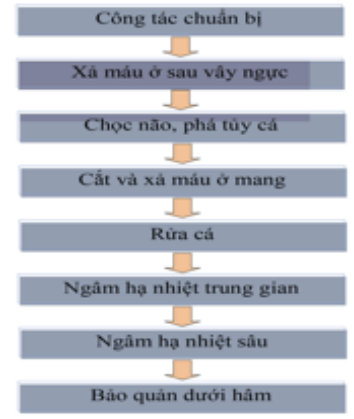 Công tác chuẩn bị
Xả máu ở sau vây ngực
Chọc não, phá tủy cá
Cắt và xả máu ở mang
Rửa cá
Ngâm hạ nhiệt trung gian
Ngâm hạ nhiệt sâu
Bảo quản dưới hầm